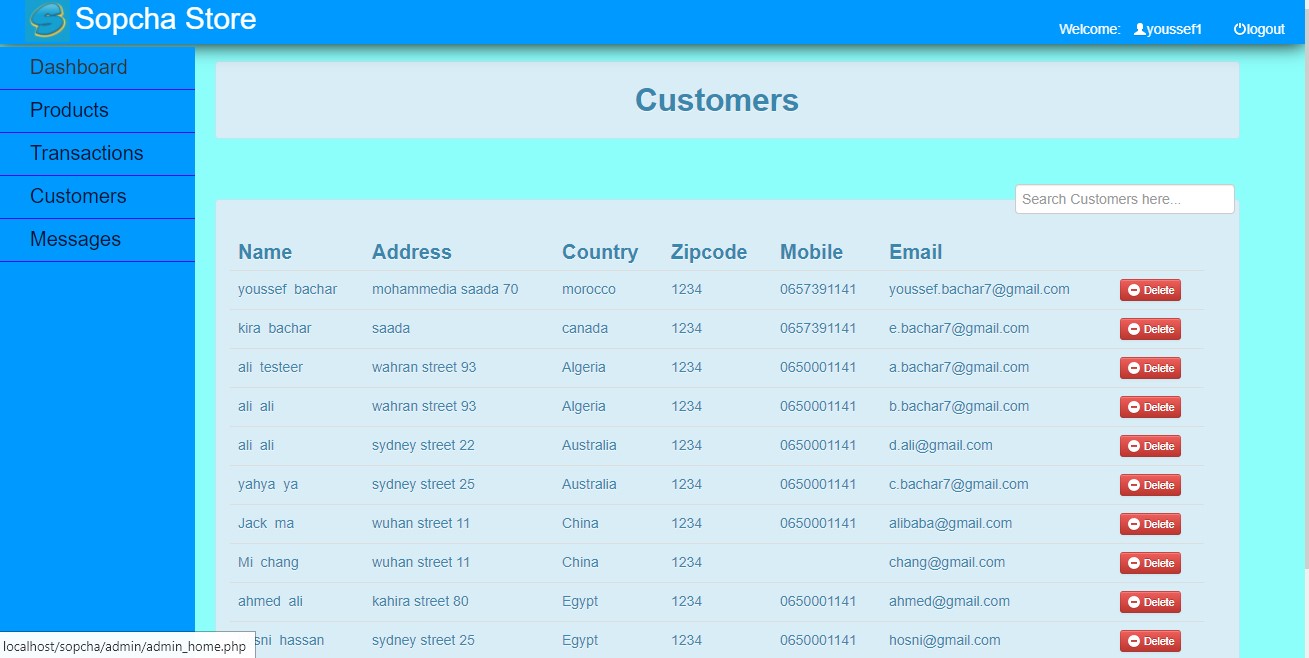 Sopcha Store
Welcome: youssef1 logout
Dashboard
Products
Transactions
Customers
Messages
Customers
Search Customers here...
Name Address Country Zipcode Mobile Email
youssef bachar mohammedia saada 70 morocco 1234 0657391141 youssef.bachar7@gmail.com Delete
kira bachar saada canada 1234 0657391141 e.bachar7@gmail.com Delete
ali testeer wahran street 93 Algeria 1234 0650001141 a.bachar7@gmail.com Delete
ali ali wahran street 93 Algeria 1234 0650001141 b.bachar7@gmail.com Delete
ali ali sydney street 22 Australia 1234 0650001141 d.ali@gmail.com Delete
yahya ya sydney street 25 Australia 1234 0650001141 c.bachar7@gmail.com Delete
Jack ma wuhan street 11 China 1234 0650001141 alibaba@gmail.com Delete
Mi chang wuhan street 11 China 1234 chang@gmail.com Delete
ahmed ali kahira street 80 Egypt 1234 0650001141 ahmed@gmail.com Delete
sni hassan sydney street 25 Egypt 1234 0650001141 hosni@gmail.com Delete
localhost/sopcha/admin/admin_home.php